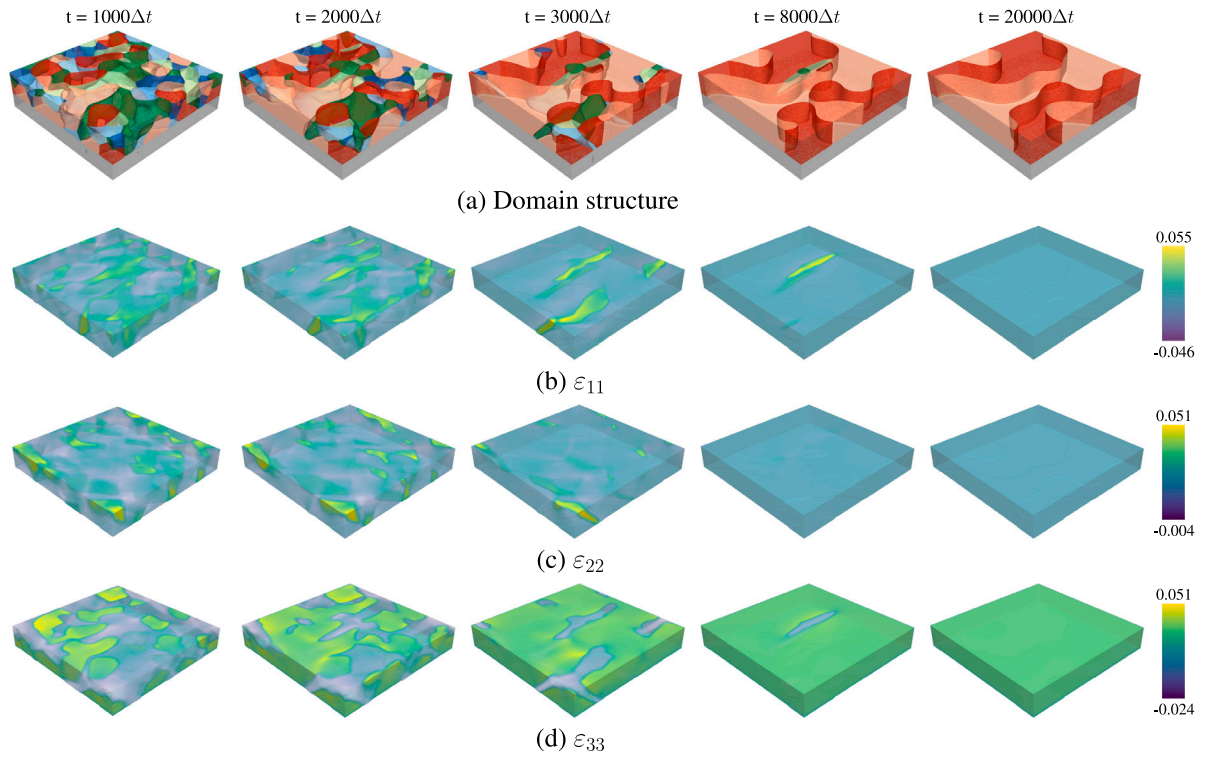 t = 1000Δt t = 2000Δt t = 3000Δt t = 8000Δt t = 20000Δt
(a) Domain structure
0.055
-0.046
(b) ε₁₁
0.051
-0.004
(c) ε₂₂
0.051
-0.024
(d) ε₃₃